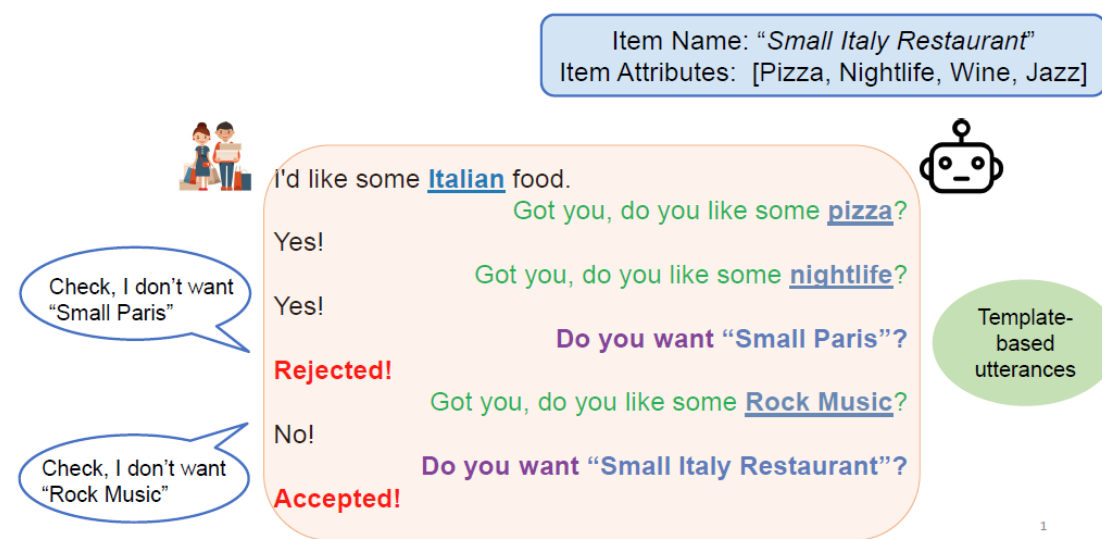 Item Name: “Small Italy Restaurant”
Item Attributes:  [Pizza, Nightlife, Wine, Jazz]
I'd like some Italian food.
Got you, do you like some pizza?
Yes!
Got you, do you like some nightlife?
Check, I don’t want
“Small Paris”
Yes!
Do you want “Small Paris”?
Template-
based
utterances
Rejected!
Got you, do you like some Rock Music?
No!
Check, I don’t want
“Rock Music”
Do you want “Small Italy Restaurant”?
Accepted!
1